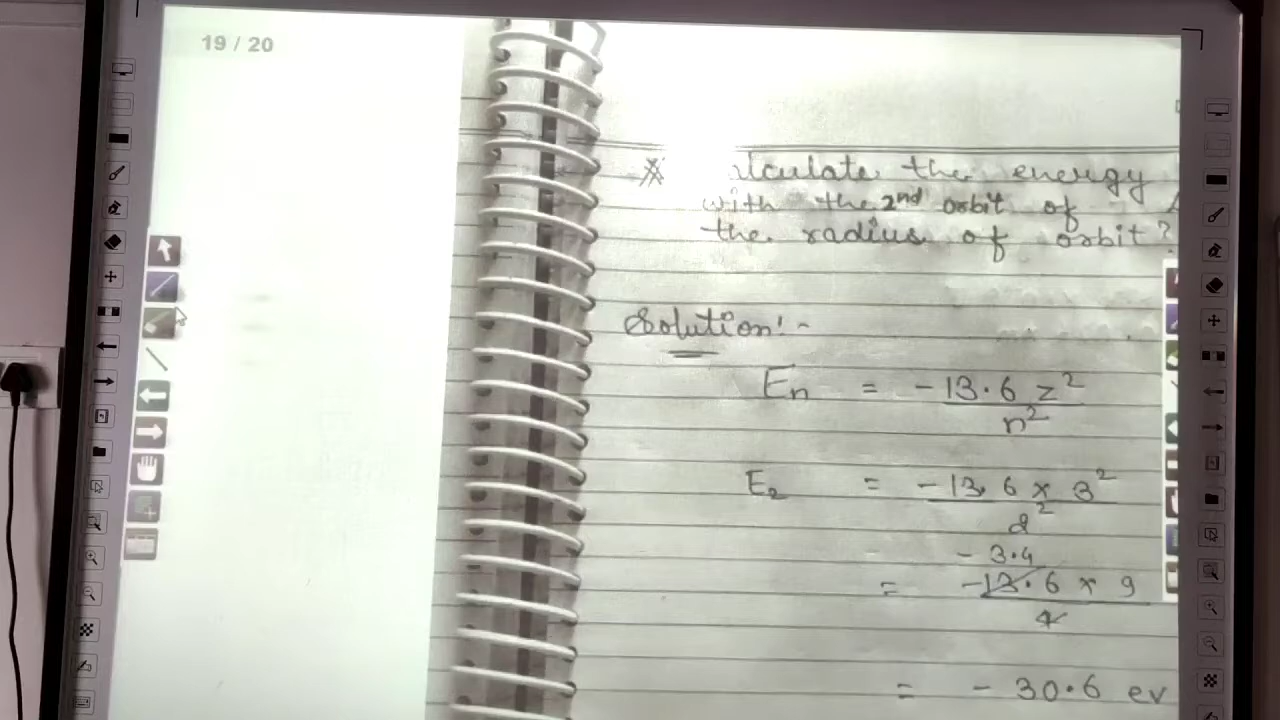 19 / 20
alculate the energy
with the 2nd orbit of
the radius of orbit?
Solution:-
En = -13.6 z²
n²
E₂ = -13.6 x 3²
2²
- 3.4
= -13.6 x 9
4
= - 30.6 ev